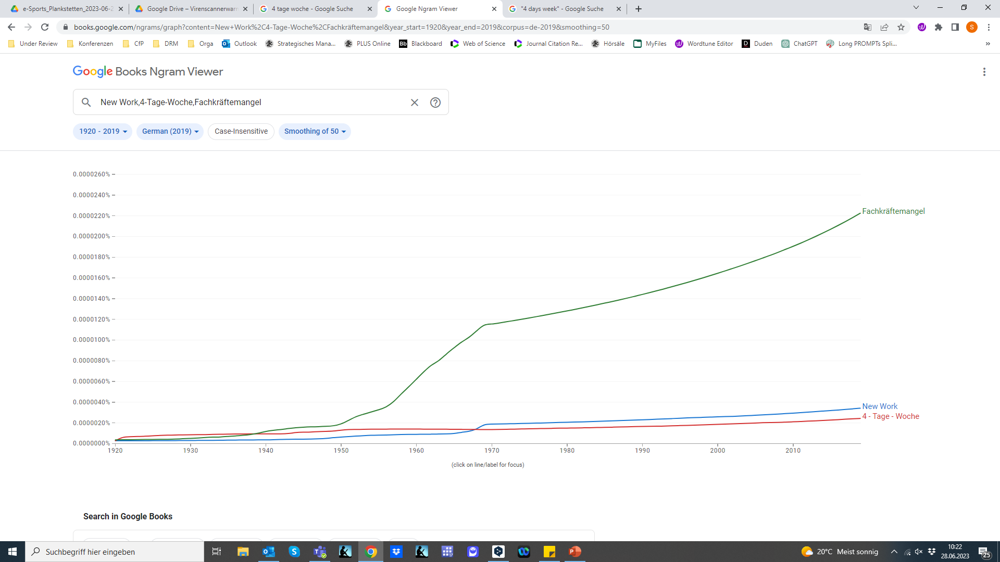 e-Sports_Plankstetten_2023-06-2
Google Drive – Virenscannerwarn
4 tage woche - Google Suche
Google Ngram Viewer
"4 days week" - Google Suche
books.google.com/ngrams/graph?content=New+Work%2C4-Tage-Woche%2CFachkräftemangel&year_start=1920&year_end=2019&corpus=de-2019&smoothing=50
S
Under Review
Konferenzen
CfP
DRM
Orga
Outlook
Strategisches Mana...
PLUS Online
Bb Blackboard
Web of Science
Journal Citation Re...
Hörsäle
MyFiles
Wordtune Editor
D Duden
ChatGPT
Long PROMPTs Spli...
»
Google Books Ngram Viewer
New Work,4-Tage-Woche,Fachkräftemangel
1920 - 2019
German (2019)
Case-Insensitive
Smoothing of 50
0.0000260%
0.0000240%
0.0000220%
0.0000200%
0.0000180%
0.0000160%
0.0000140%
0.0000120%
0.0000100%
0.0000080%
0.0000060%
0.0000040%
0.0000020%
0.0000000%
Fachkräftemangel
New Work
4 - Tage - Woche
1920
1930
1940
1950
1960
1970
1980
1990
2000
2010
(click on line/label for focus)
Search in Google Books
Suchbegriff hier eingeben
17
20°C Meist sonnig
10:22
28.06.2023
25